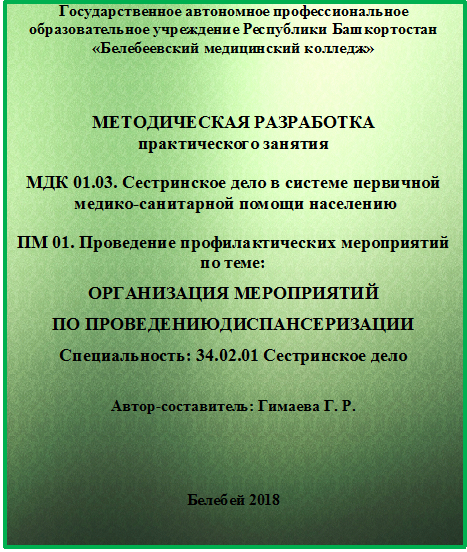 Государственное автономное профессиональное
образовательное учреждение Республики Башкортостан
«Белебеевский медицинский колледж»
МЕТОДИЧЕСКАЯ РАЗРАБОТКА
практического занятия
МДК 01.03. Сестринское дело в системе первичной
медико-санитарной помощи населению
ПМ 01. Проведение профилактических мероприятий
по теме:
ОРГАНИЗАЦИЯ МЕРОПРИЯТИЙ
ПО ПРОВЕДЕНИЮДИСПАНСЕРИЗАЦИИ
Специальность: 34.02.01 Сестринское дело
Автор-составитель: Гимаева Г. Р.
Белебей 2018